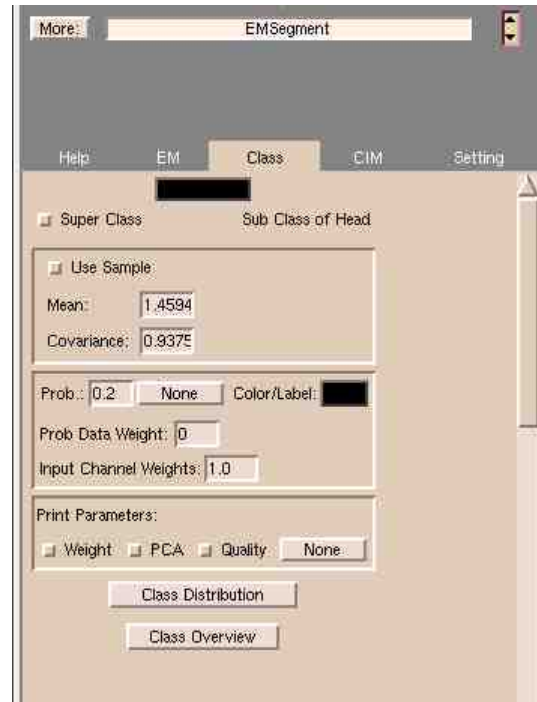 More: EMSegment
Help EM Class CIM Setting
Super Class Sub Class of Head
Use Sample
Mean: 1.4594
Covariance: 0.9375
Prob.: 0.2 None Color/Label:
Prob Data Weight: 0
Input Channel Weights: 1.0
Print Parameters:
Weight PCA Quality None
Class Distribution
Class Overview